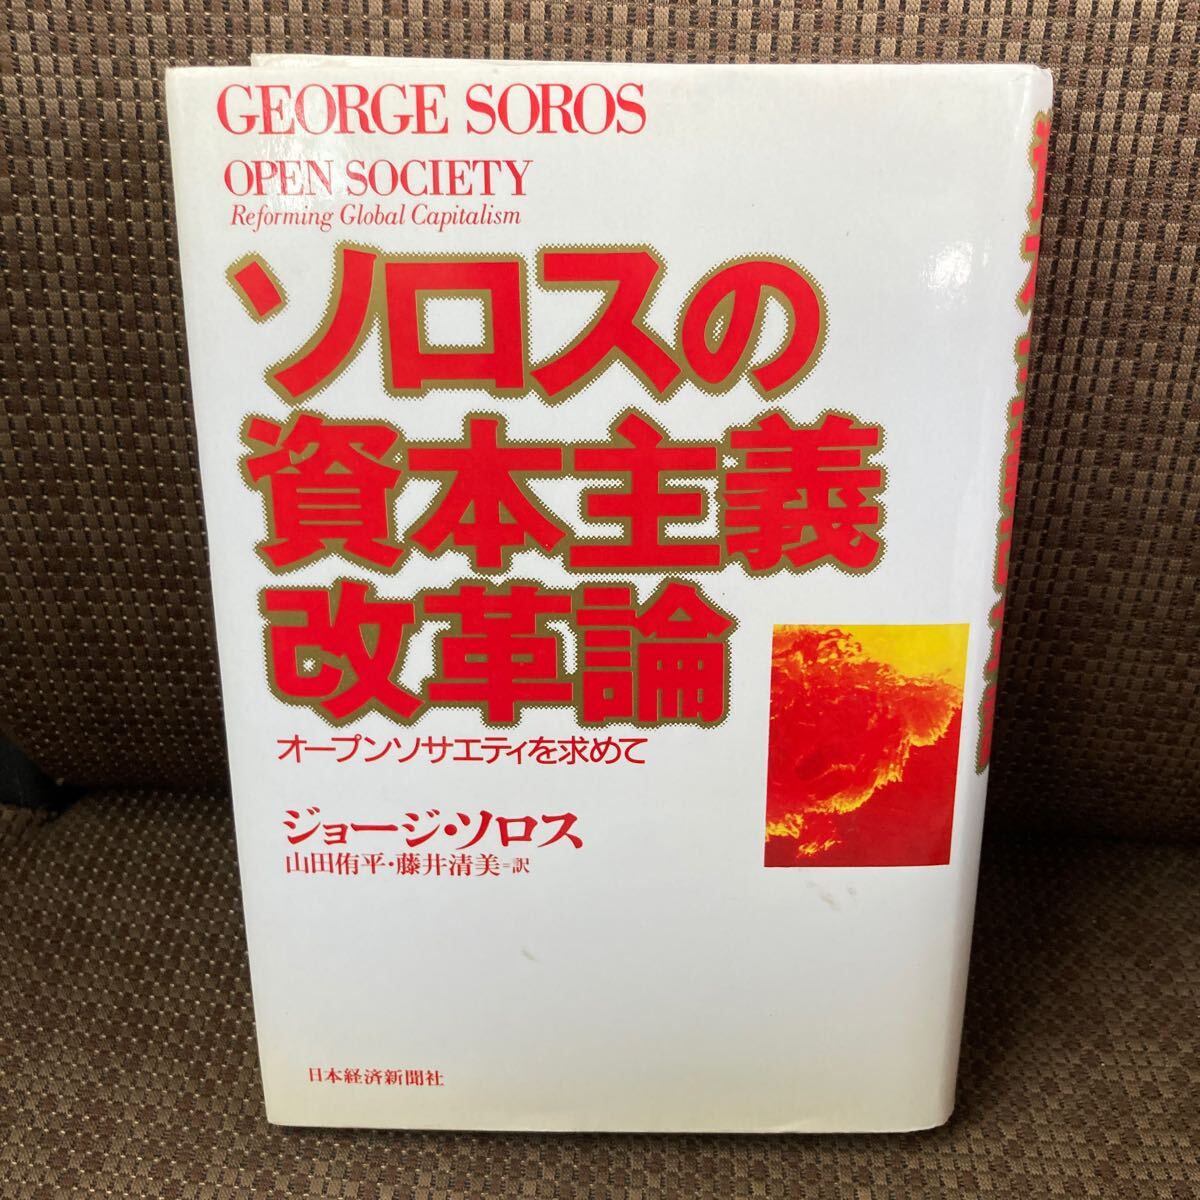 GEORGE SOROS
OPEN SOCIETY
Reforming Global Capitalism
ソロスの
資本主義
改革論
オープンソサエティを求めて
ジョージ・ソロス
山田侑平・藤井清美=訳
日本経済新聞社